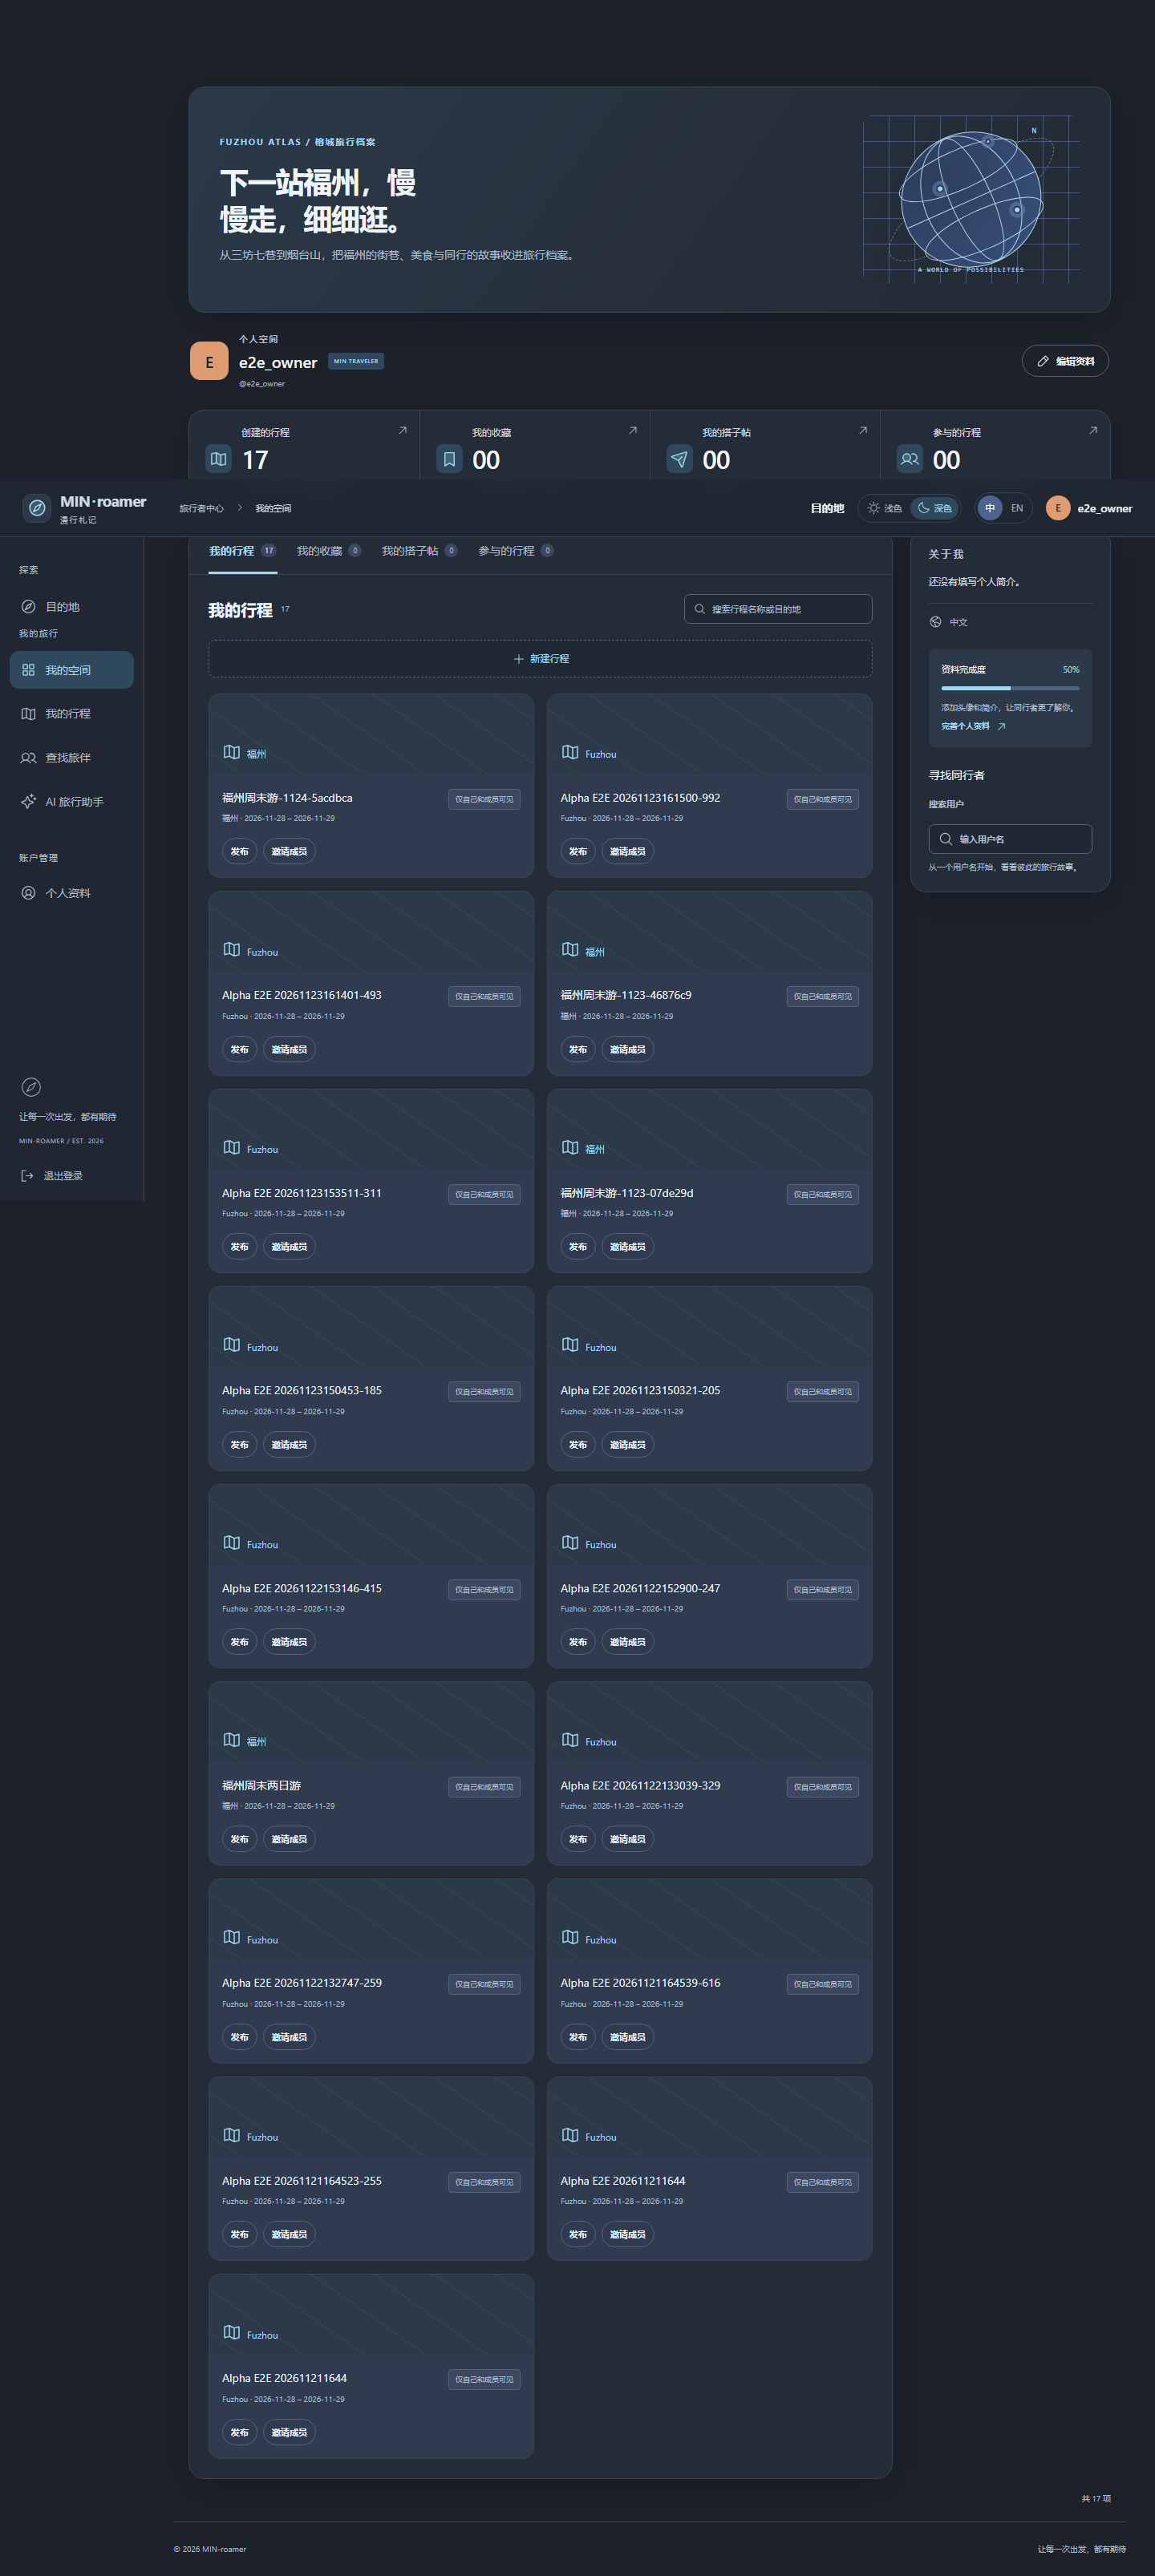 FUZHOU ATLAS / 榕城旅行档案
下一站福州，慢
慢走，细细逛。
从三坊七巷到烟台山，把福州的街巷、美食与同行的故事收进旅行档案。
N
A WORLD OF POSSIBILITIES
E
个人空间
e2e_owner
MIN TRAVELER
@e2e_owner
编辑资料
创建的行程
17
我的收藏
00
我的搭子帖
00
参与的行程
00
MIN·roamer
漫行札记
旅行者中心
我的空间
目的地
浅色
深色
中
EN
E
e2e_owner
探索
目的地
我的旅行
我的空间
我的行程
查找旅伴
AI 旅行助手
账户管理
个人资料
让每一次出发，都有期待
MIN-ROAMER / EST. 2026
退出登录
我的行程 17
我的收藏 0
我的搭子帖 0
参与的行程 0
我的行程 17
搜索行程名称或目的地
新建行程
福州
福州周末游-1124-5acdbca
仅自己和成员可见
福州 · 2026-11-28 – 2026-11-29
发布
邀请成员
Fuzhou
Alpha E2E 20261123161500-992
仅自己和成员可见
Fuzhou · 2026-11-28 – 2026-11-29
发布
邀请成员
Fuzhou
Alpha E2E 20261123161401-493
仅自己和成员可见
Fuzhou · 2026-11-28 – 2026-11-29
发布
邀请成员
福州
福州周末游-1123-46876c9
仅自己和成员可见
福州 · 2026-11-28 – 2026-11-29
发布
邀请成员
Fuzhou
Alpha E2E 20261123153511-311
仅自己和成员可见
Fuzhou · 2026-11-28 – 2026-11-29
发布
邀请成员
福州
福州周末游-1123-07de29d
仅自己和成员可见
福州 · 2026-11-28 – 2026-11-29
发布
邀请成员
Fuzhou
Alpha E2E 20261123150453-185
仅自己和成员可见
Fuzhou · 2026-11-28 – 2026-11-29
发布
邀请成员
Fuzhou
Alpha E2E 20261123150321-205
仅自己和成员可见
Fuzhou · 2026-11-28 – 2026-11-29
发布
邀请成员
Fuzhou
Alpha E2E 20261122153146-415
仅自己和成员可见
Fuzhou · 2026-11-28 – 2026-11-29
发布
邀请成员
Fuzhou
Alpha E2E 20261122152900-247
仅自己和成员可见
Fuzhou · 2026-11-28 – 2026-11-29
发布
邀请成员
福州
福州周末两日游
仅自己和成员可见
福州 · 2026-11-28 – 2026-11-29
发布
邀请成员
Fuzhou
Alpha E2E 20261122133039-329
仅自己和成员可见
Fuzhou · 2026-11-28 – 2026-11-29
发布
邀请成员
Fuzhou
Alpha E2E 20261122132747-259
仅自己和成员可见
Fuzhou · 2026-11-28 – 2026-11-29
发布
邀请成员
Fuzhou
Alpha E2E 20261121164539-616
仅自己和成员可见
Fuzhou · 2026-11-28 – 2026-11-29
发布
邀请成员
Fuzhou
Alpha E2E 20261121164523-255
仅自己和成员可见
Fuzhou · 2026-11-28 – 2026-11-29
发布
邀请成员
Fuzhou
Alpha E2E 202611211644
仅自己和成员可见
Fuzhou · 2026-11-28 – 2026-11-29
发布
邀请成员
Fuzhou
Alpha E2E 202611211644
仅自己和成员可见
Fuzhou · 2026-11-28 – 2026-11-29
发布
邀请成员
关于我
还没有填写个人简介。
中文
资料完成度
50%
添加头像和简介，让同行者更了解你。
完善个人资料
寻找同行者
搜索用户
输入用户名
从一个用户名开始，看看彼此的旅行故事。
共 17 项
© 2026 MIN-roamer
让每一次出发，都有期待